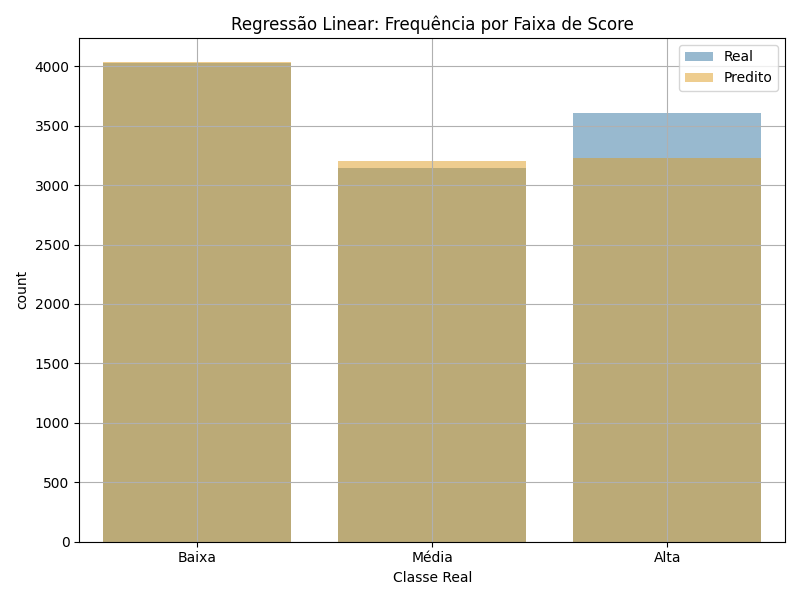 Regressão Linear: Frequência por Faixa de Score
Real
Predito
count
4000
3500
3000
2500
2000
1500
1000
500
0
Baixa
Média
Alta
Classe Real